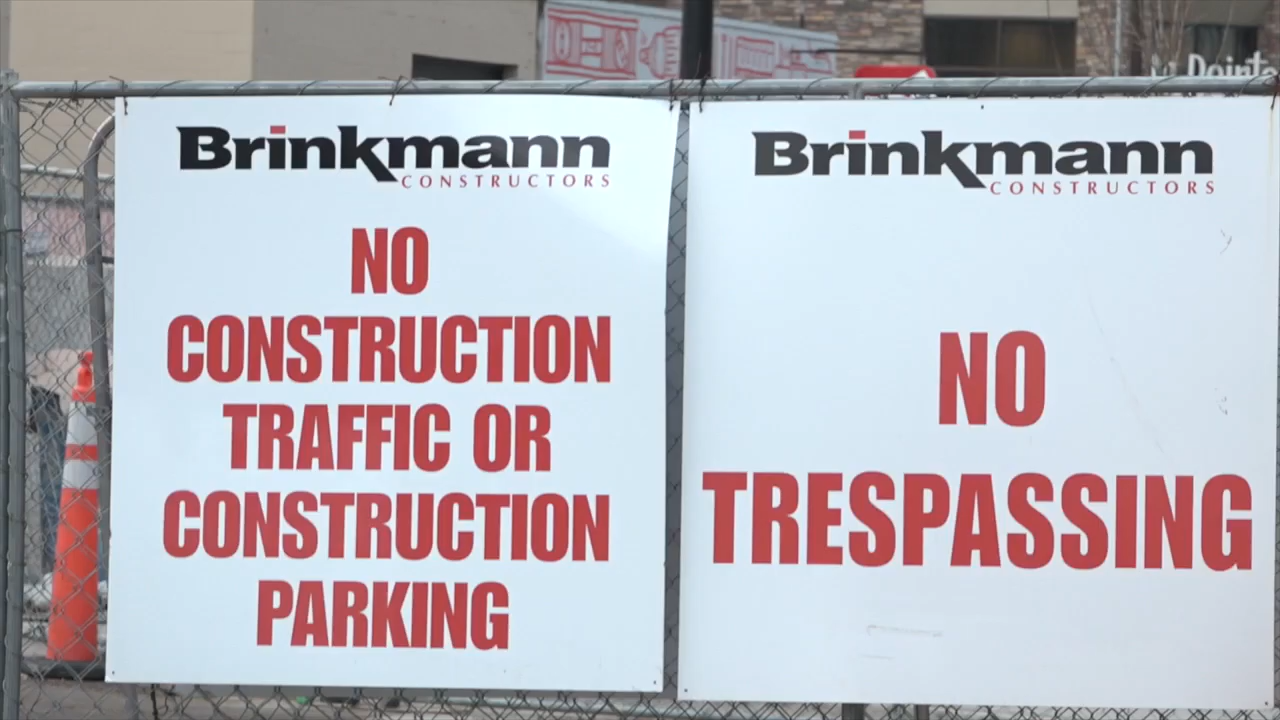 Brinkmann
CONSTRUCTORS
NO
CONSTRUCTION
TRAFFIC OR
CONSTRUCTION
PARKING
Brinkmann
CONSTRUCTORS
NO
TRESPASSING